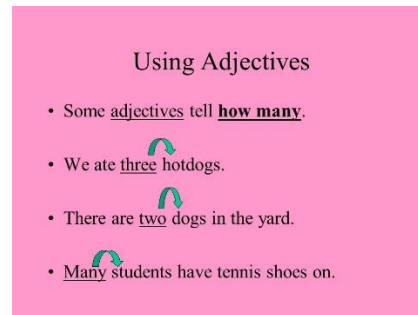 Using Adjectives
• Some adjectives tell how many.
• We ate three hotdogs.
• There are two dogs in the yard.
• Many students have tennis shoes on.